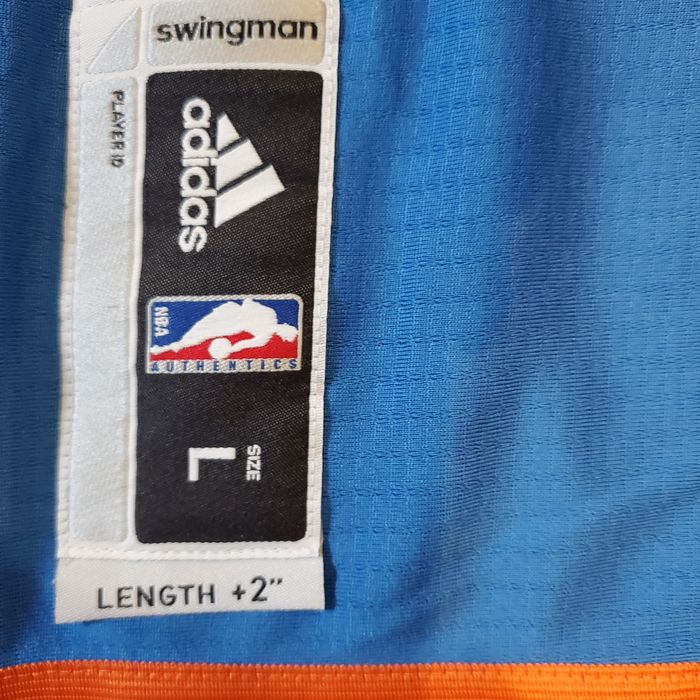 swingman
PLAYER ID
adidas
NBA
AUTHENTICS
SIZE
L
LENGTH +2"